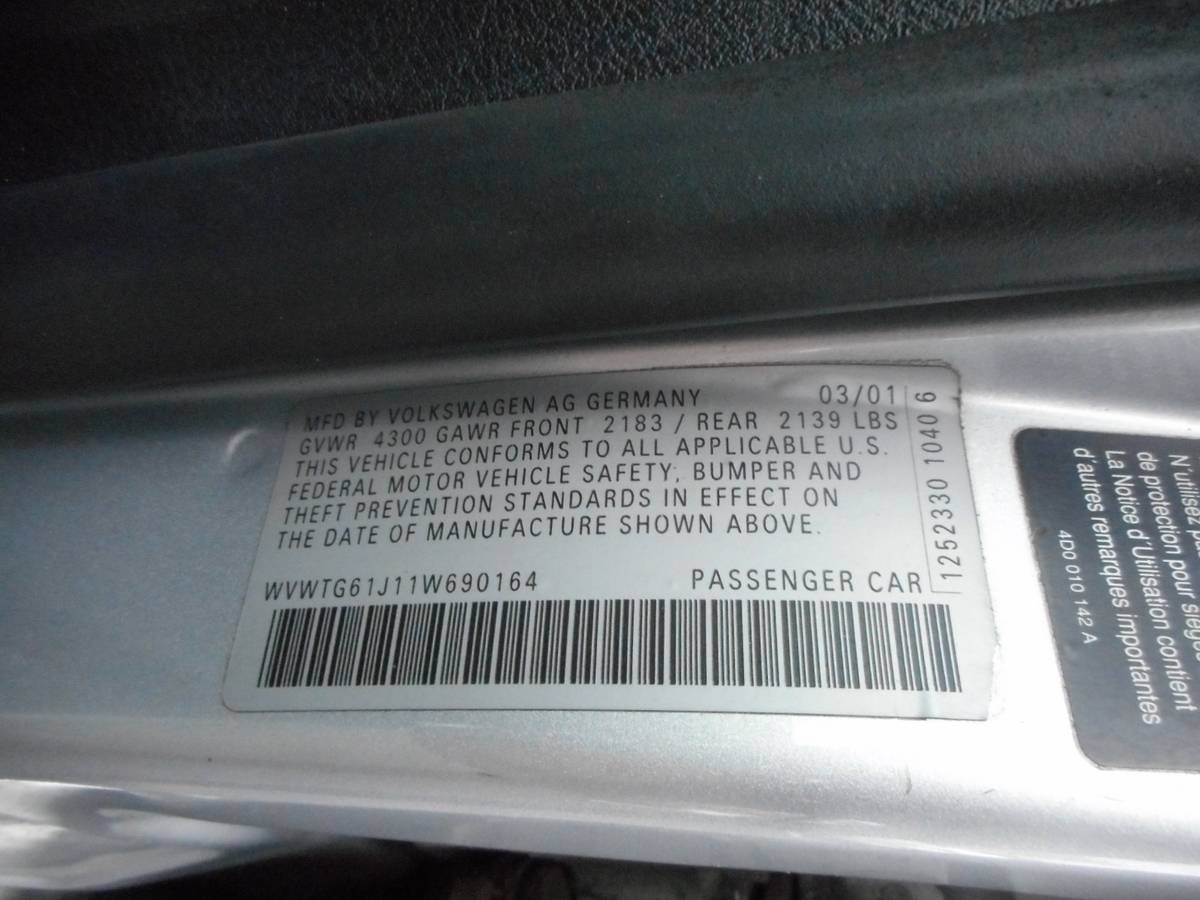 MFD BY VOLKSWAGEN AG GERMANY 03/01
GVWR 4300 GAWR FRONT 2183 / REAR 2139 LBS
THIS VEHICLE CONFORMS TO ALL APPLICABLE U.S.
FEDERAL MOTOR VEHICLE SAFETY, BUMPER AND
THEFT PREVENTION STANDARDS IN EFFECT ON
THE DATE OF MANUFACTURE SHOWN ABOVE.
WVWTG61J11W690164 PASSENGER CAR
1252330 1040 6
N'utilisez pas
de protection pour sièges
La Notice d'Utilisation contient
d'autres remarques importantes
4D0 010 142 A